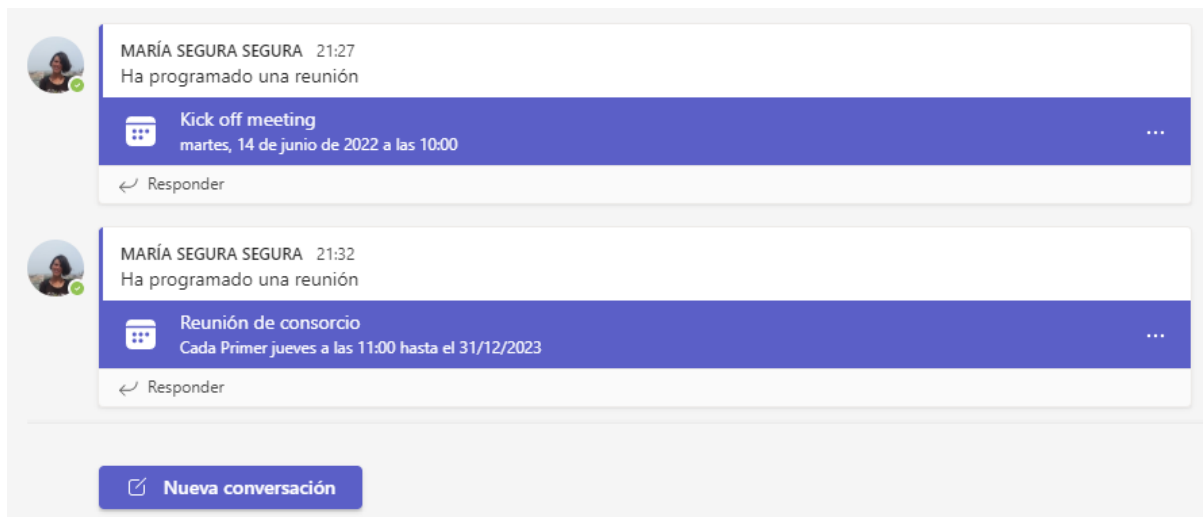 MARÍA SEGURA SEGURA 21:27
Ha programado una reunión
Kick off meeting
martes, 14 de junio de 2022 a las 10:00
Responder
MARÍA SEGURA SEGURA 21:32
Ha programado una reunión
Reunión de consorcio
Cada Primer jueves a las 11:00 hasta el 31/12/2023
Responder
Nueva conversación